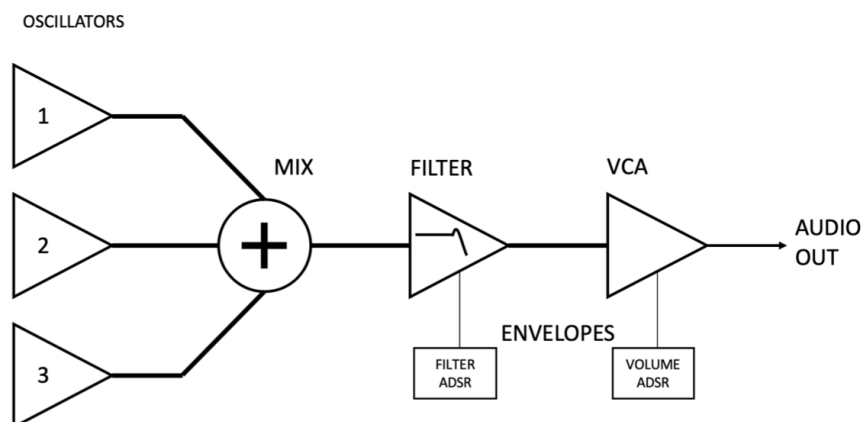 OSCILLATORS
1
MIX
FILTER
VCA
2
+
AUDIO
OUT
ENVELOPES
3
FILTER
ADSR
VOLUME
ADSR